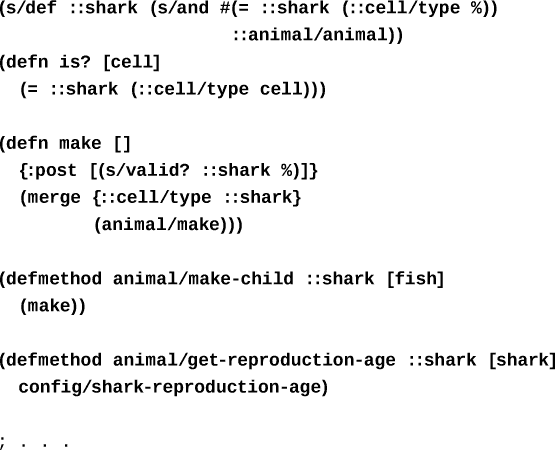 (s/def ::shark (s/and #(= ::shark (::cell/type %))
                      ::animal/animal))
(defn is? [cell]
  (= ::shark (::cell/type cell)))

(defn make []
  {:post [(s/valid? ::shark %)]}
  (merge {::cell/type ::shark}
         (animal/make)))

(defmethod animal/make-child ::shark [fish]
  (make))

(defmethod animal/get-reproduction-age ::shark [shark]
  config/shark-reproduction-age)

; . . .